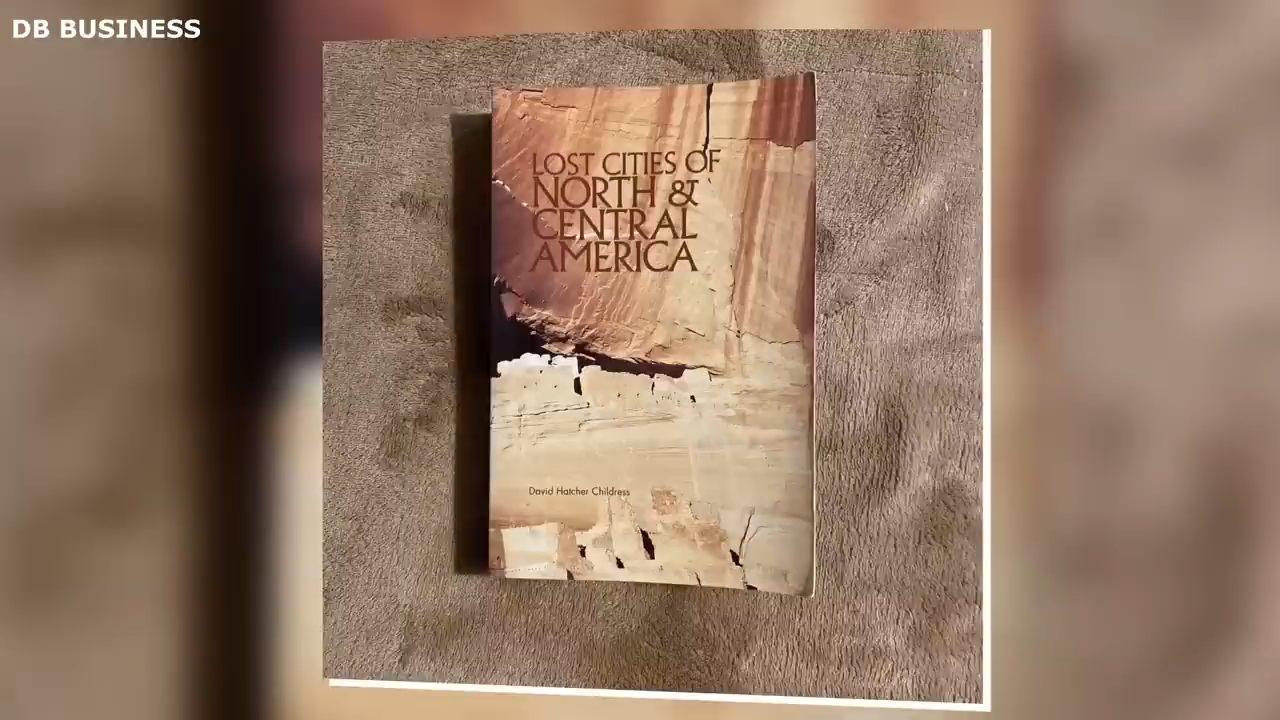 DB BUSINESS
LOST CITIES OF
NORTH &
CENTRAL
AMERICA
David Hatcher Childress